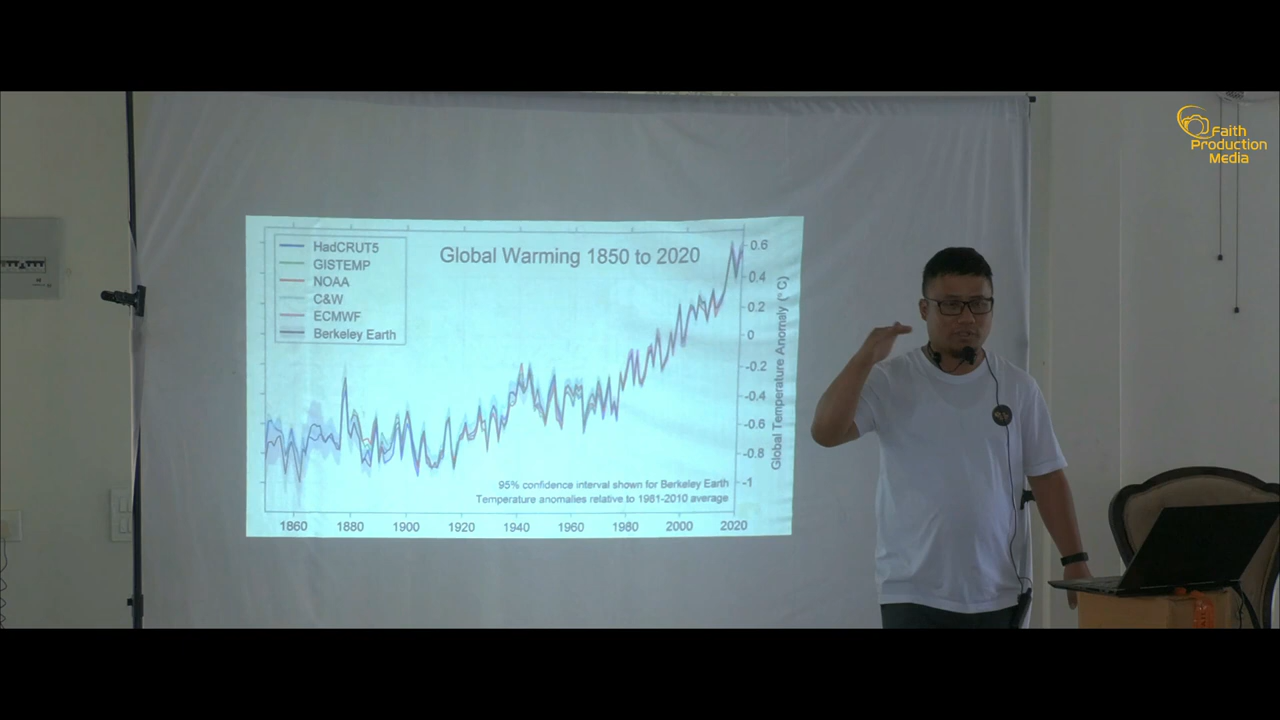 Faith
Production
Media
HadCRUT5
GISTEMP
NOAA
C&W
ECMWF
Berkeley Earth
Global Warming 1850 to 2020
0.6
0.4
0.2
0
-0.2
-0.4
-0.6
-0.8
-1
Global Temperature Anomaly (°C)
95% confidence interval shown for Berkeley Earth
Temperature anomalies relative to 1981-2010 average
1860 1880 1900 1920 1940 1960 1980 2000 2020